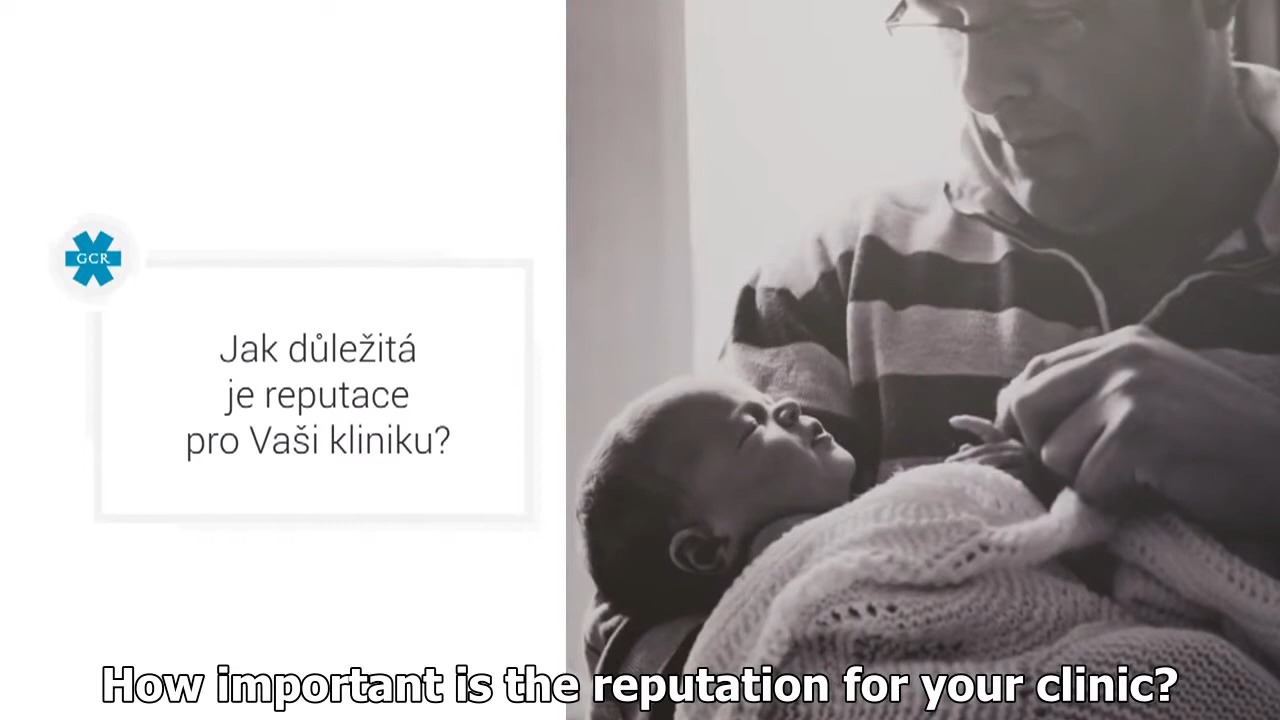 GCR
Jak důležitá
je reputace
pro Vaši kliniku?
How important is the reputation for your clinic?